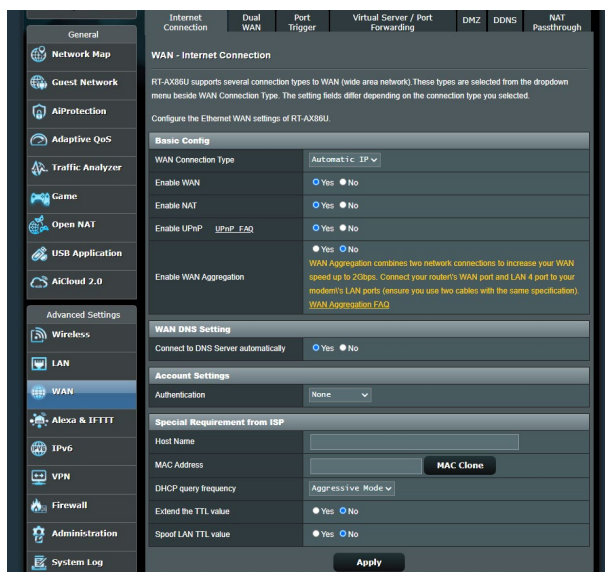 Internet Connection
Dual WAN
Port Trigger
Virtual Server / Port Forwarding
DMZ
DDNS
NAT Passthrough
General
Network Map
Guest Network
AiProtection
Adaptive QoS
Traffic Analyzer
Game
Open NAT
USB Application
AiCloud 2.0
Advanced Settings
Wireless
LAN
WAN
Alexa & IFTTT
IPv6
VPN
Firewall
Administration
System Log
WAN - Internet Connection
RT-AX86U supports several connection types to WAN (wide area network).These types are selected from the dropdown
menu beside WAN Connection Type. The setting fields differ depending on the connection type you selected.
Configure the Ethernet WAN settings of RT-AX86U.
Basic Config
WAN Connection Type Automatic IP
Enable WAN Yes No
Enable NAT Yes No
Enable UPnP UPnP FAQ Yes No
Enable WAN Aggregation Yes No
WAN Aggregation combines two network connections to increase your WAN
speed up to 2Gbps. Connect your router\'s WAN port and LAN 4 port to your
modem\'s LAN ports (ensure you use two cables with the same specification).
WAN Aggregation FAQ
WAN DNS Setting
Connect to DNS Server automatically Yes No
Account Settings
Authentication None
Special Requirement from ISP
Host Name
MAC Address MAC Clone
DHCP query frequency Aggressive Mode
Extend the TTL value Yes No
Spoof LAN TTL value Yes No
Apply